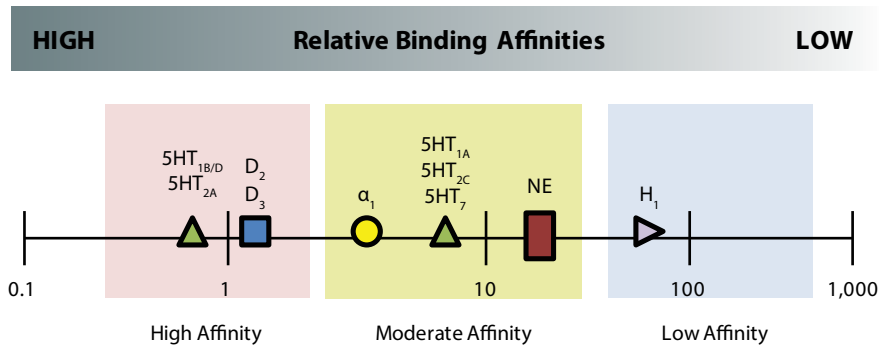 HIGH Relative Binding Affinities LOW
5HT1B/D
5HT2A
D2
D3
α1
5HT1A
5HT2C
5HT7
NE
H1
0.1 1 10 100 1,000
High Affinity Moderate Affinity Low Affinity